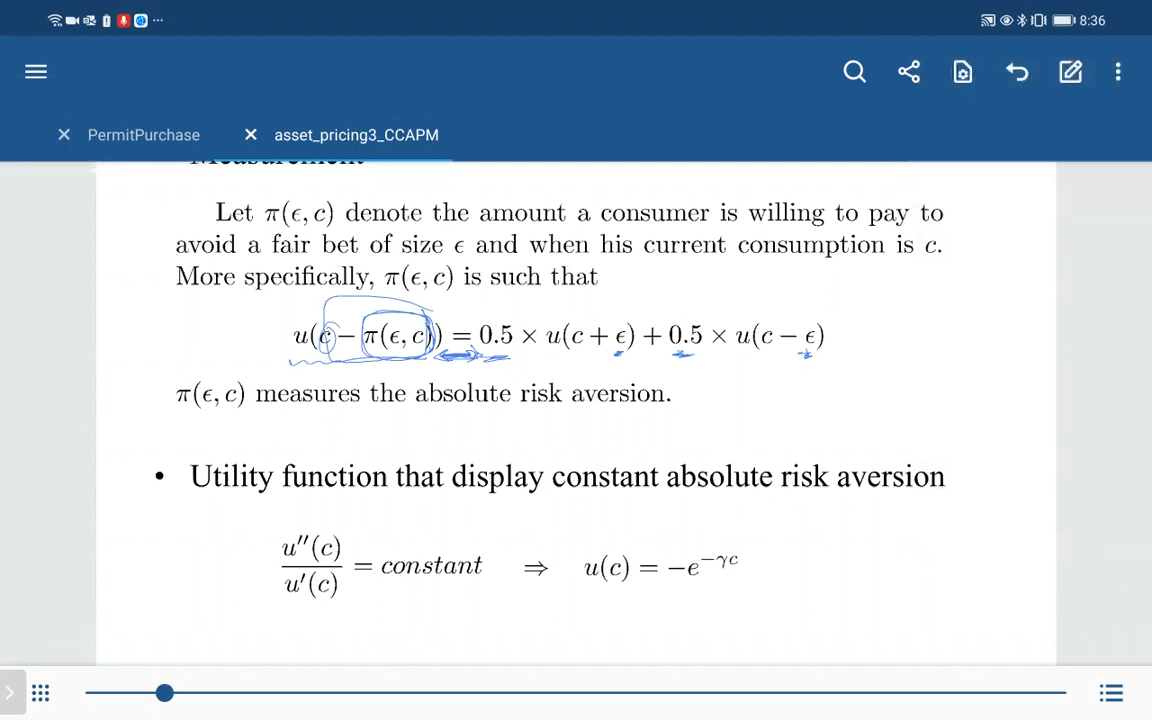 8:36
PermitPurchase
asset_pricing3_CCAPM
Measurement
Let π(ϵ, c) denote the amount a consumer is willing to pay to
avoid a fair bet of size ϵ and when his current consumption is c.
More specifically, π(ϵ, c) is such that
u(c − π(ϵ, c)) = 0.5 × u(c + ϵ) + 0.5 × u(c − ϵ)
π(ϵ, c) measures the absolute risk aversion.
• Utility function that display constant absolute risk aversion
u′′(c)/u′(c) = constant ⇒ u(c) = −e^{−γc}